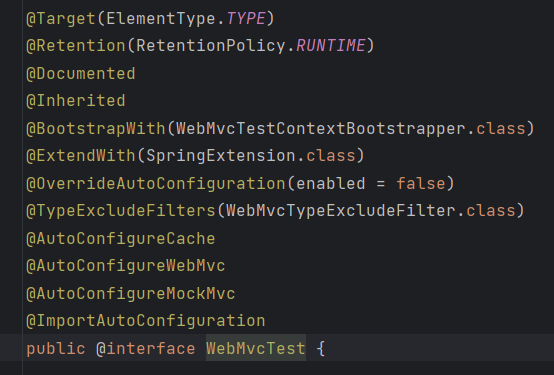 @Target(ElementType.TYPE)
@Retention(RetentionPolicy.RUNTIME)
@Documented
@Inherited
@BootstrapWith(WebMvcTestContextBootstrapper.class)
@ExtendWith(SpringExtension.class)
@OverrideAutoConfiguration(enabled = false)
@TypeExcludeFilters(WebMvcTypeExcludeFilter.class)
@AutoConfigureCache
@AutoConfigureWebMvc
@AutoConfigureMockMvc
@ImportAutoConfiguration
public @interface WebMvcTest {